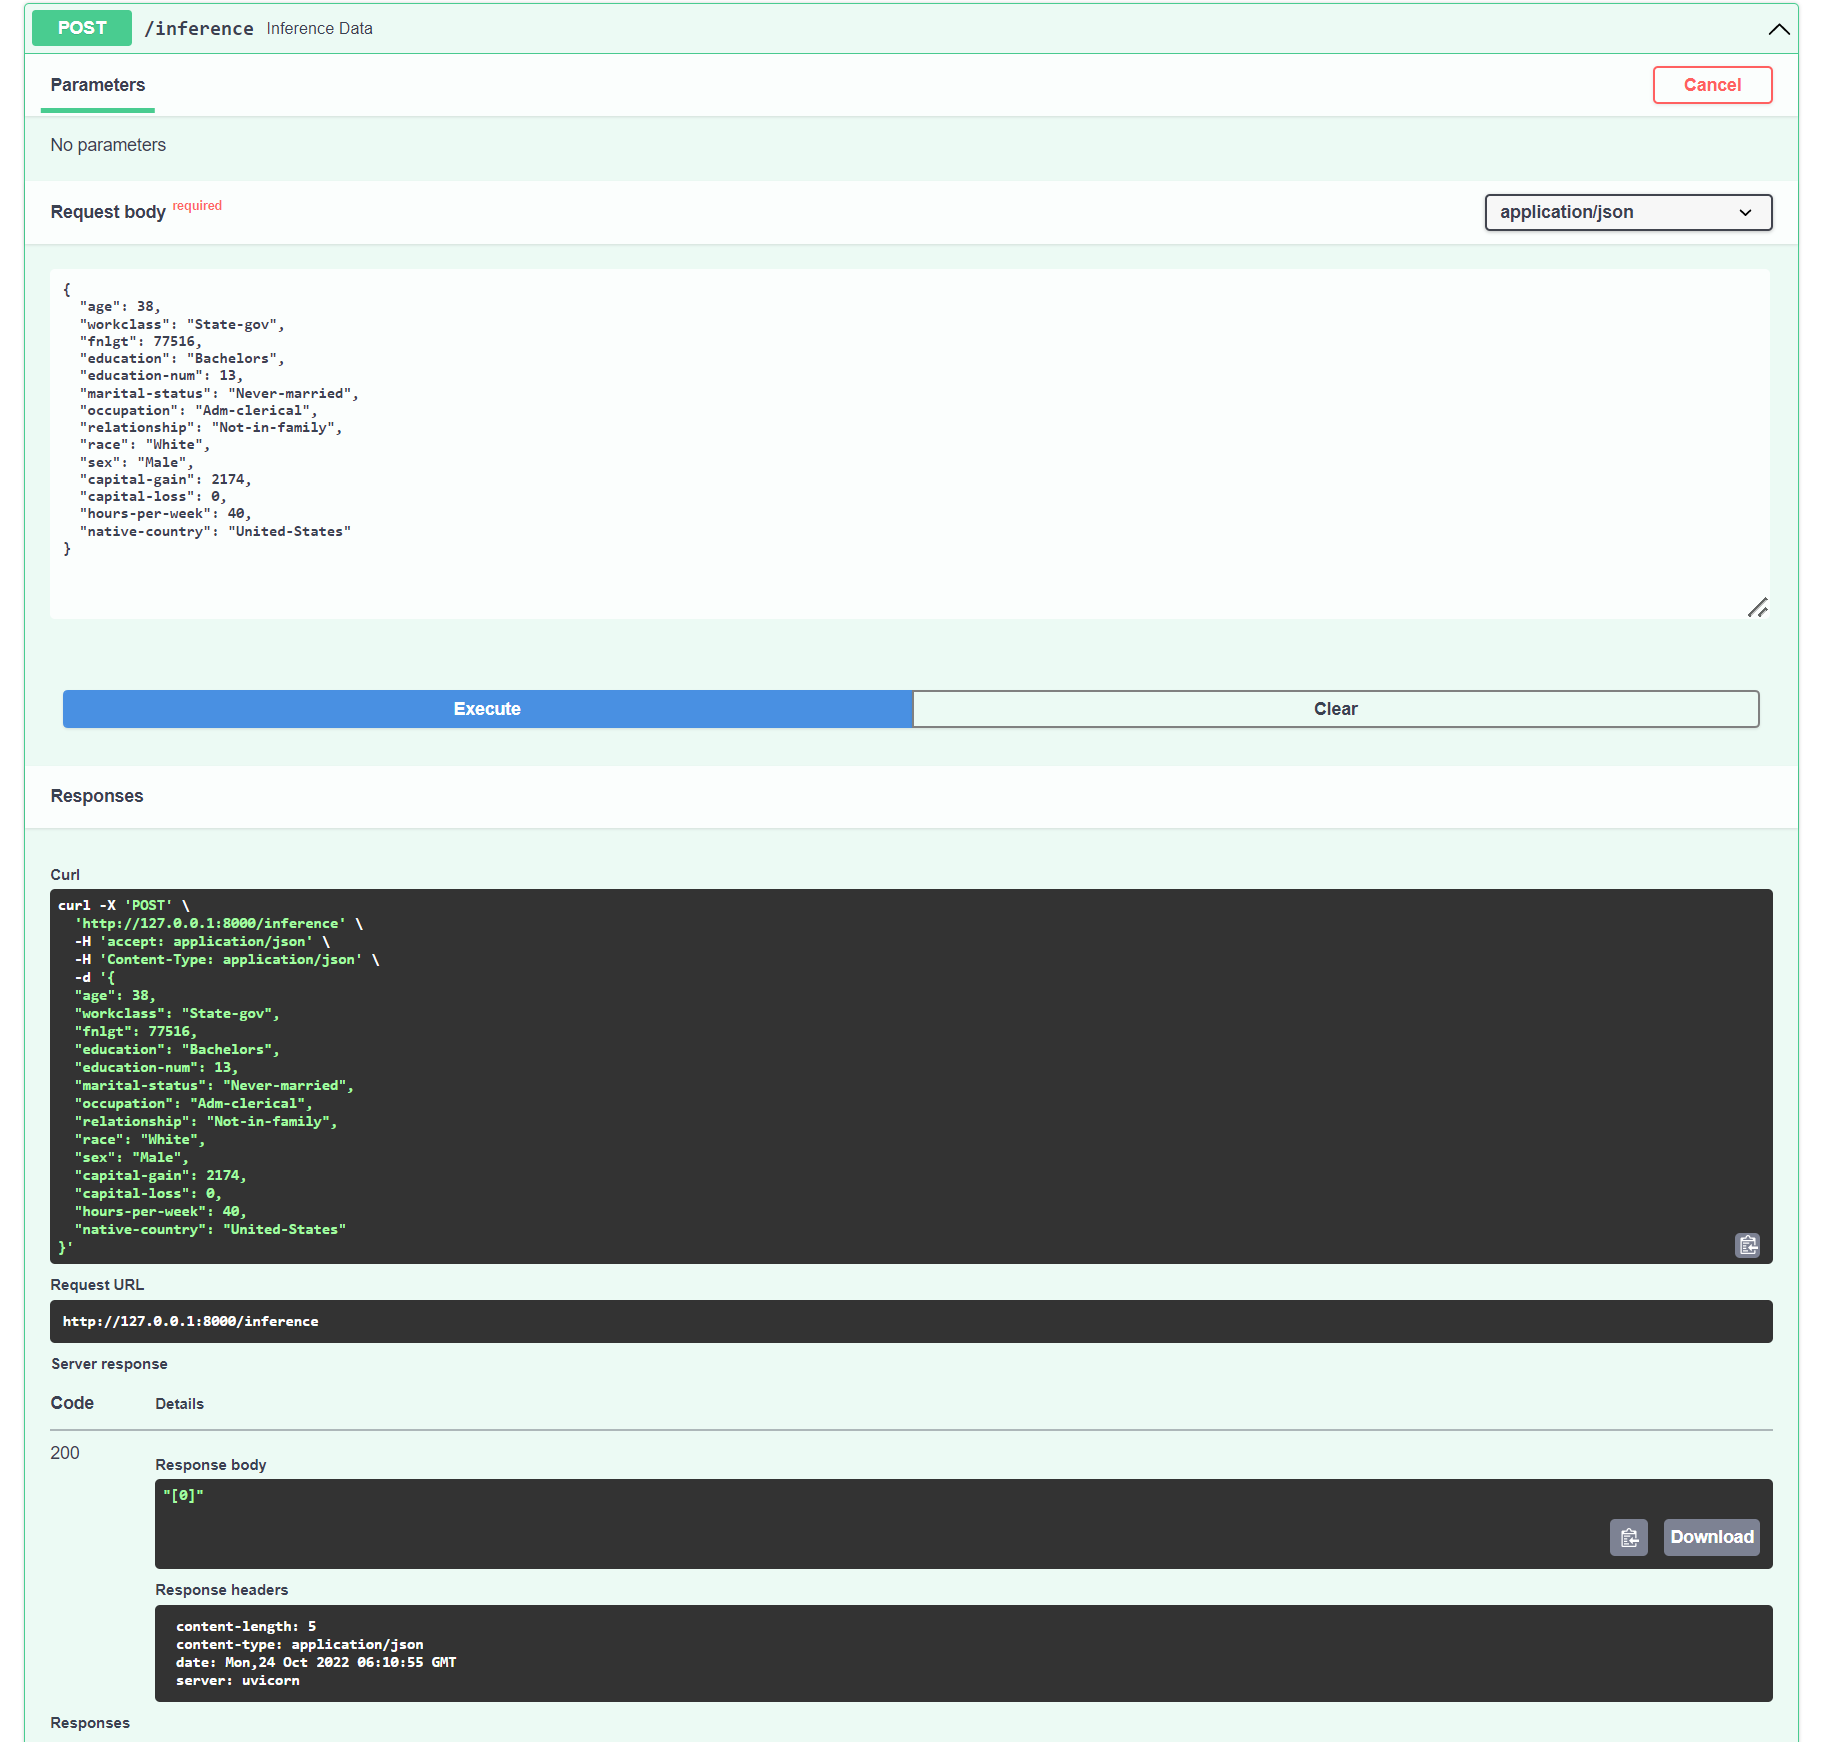 POST /inference Inference Data
Parameters
Cancel
No parameters
Request body required
application/json
{
  "age": 38,
  "workclass": "State-gov",
  "fnlgt": 77516,
  "education": "Bachelors",
  "education-num": 13,
  "marital-status": "Never-married",
  "occupation": "Adm-clerical",
  "relationship": "Not-in-family",
  "race": "White",
  "sex": "Male",
  "capital-gain": 2174,
  "capital-loss": 0,
  "hours-per-week": 40,
  "native-country": "United-States"
}
Execute
Clear
Responses
Curl
curl -X 'POST' \
  'http://127.0.0.1:8000/inference' \
  -H 'accept: application/json' \
  -H 'Content-Type: application/json' \
  -d '{
  "age": 38,
  "workclass": "State-gov",
  "fnlgt": 77516,
  "education": "Bachelors",
  "education-num": 13,
  "marital-status": "Never-married",
  "occupation": "Adm-clerical",
  "relationship": "Not-in-family",
  "race": "White",
  "sex": "Male",
  "capital-gain": 2174,
  "capital-loss": 0,
  "hours-per-week": 40,
  "native-country": "United-States"
}'
Request URL
http://127.0.0.1:8000/inference
Server response
Code Details
200
Response body
"[0]"
Download
Response headers
content-length: 5
content-type: application/json
date: Mon,24 Oct 2022 06:10:55 GMT
server: uvicorn
Responses